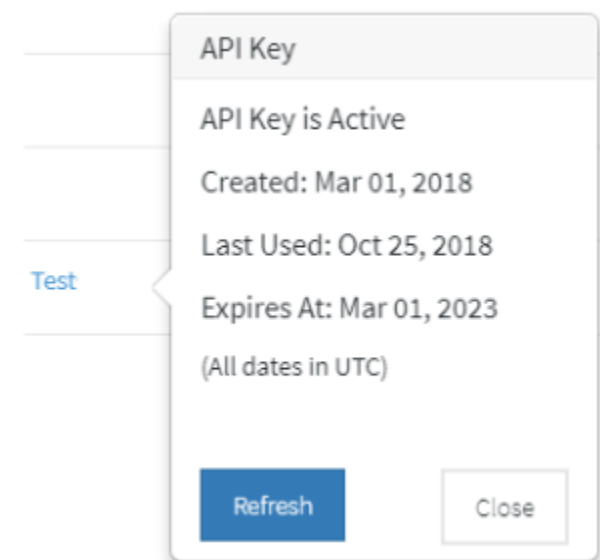 API Key
API Key is Active
Created: Mar 01, 2018
Last Used: Oct 25, 2018
Test
Expires At: Mar 01, 2023
(All dates in UTC)
Refresh
Close